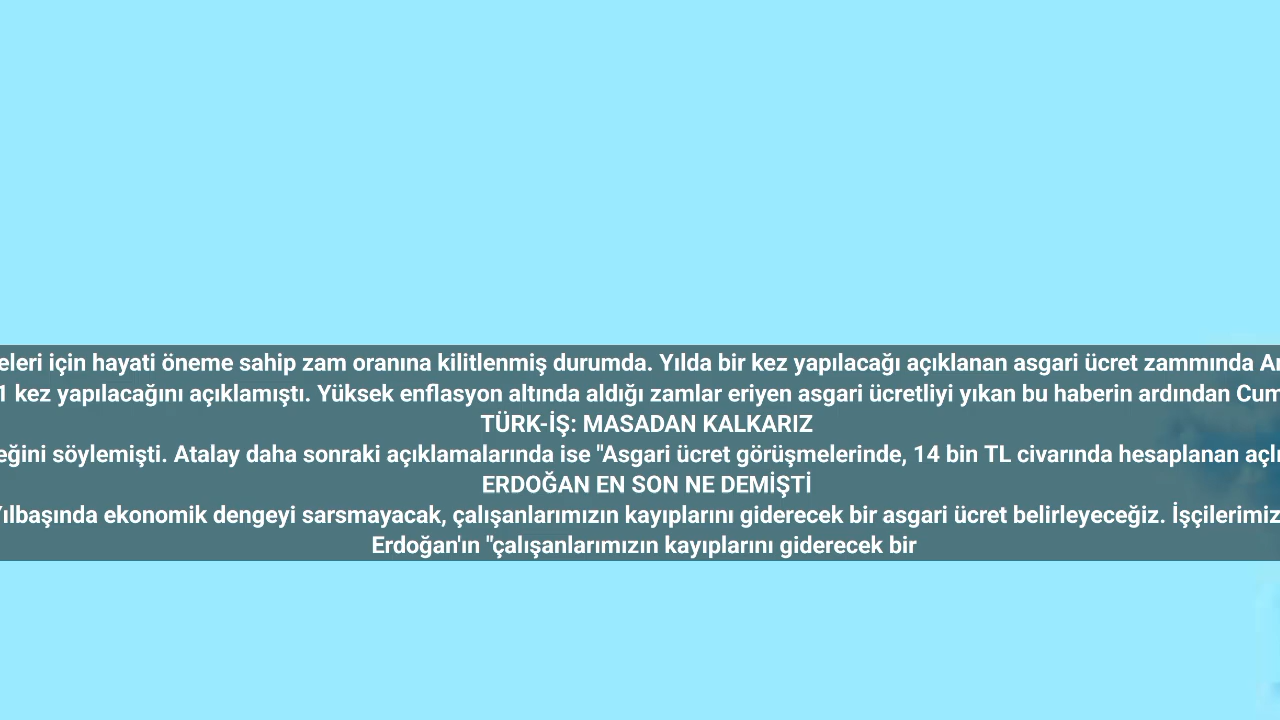 eleri için hayati öneme sahip zam oranına kilitlenmiş durumda. Yılda bir kez yapılacağı açıklanan asgari ücret zammında
1 kez yapılacağını açıklamıştı. Yüksek enflasyon altında aldığı zamlar eriyen asgari ücretliyi yıkan bu haberin ardından Cum
TÜRK-İŞ: MASADAN KALKARIZ
eğini söylemişti. Atalay daha sonraki açıklamalarında ise "Asgari ücret görüşmelerinde, 14 bin TL civarında hesaplanan açl
ERDOĞAN EN SON NE DEMİŞTİ
Yılbaşında ekonomik dengeyi sarsmayacak, çalışanlarımızın kayıplarını giderecek bir asgari ücret belirleyeceğiz. İşçilerimiz
Erdoğan'ın "çalışanlarımızın kayıplarını giderecek bir